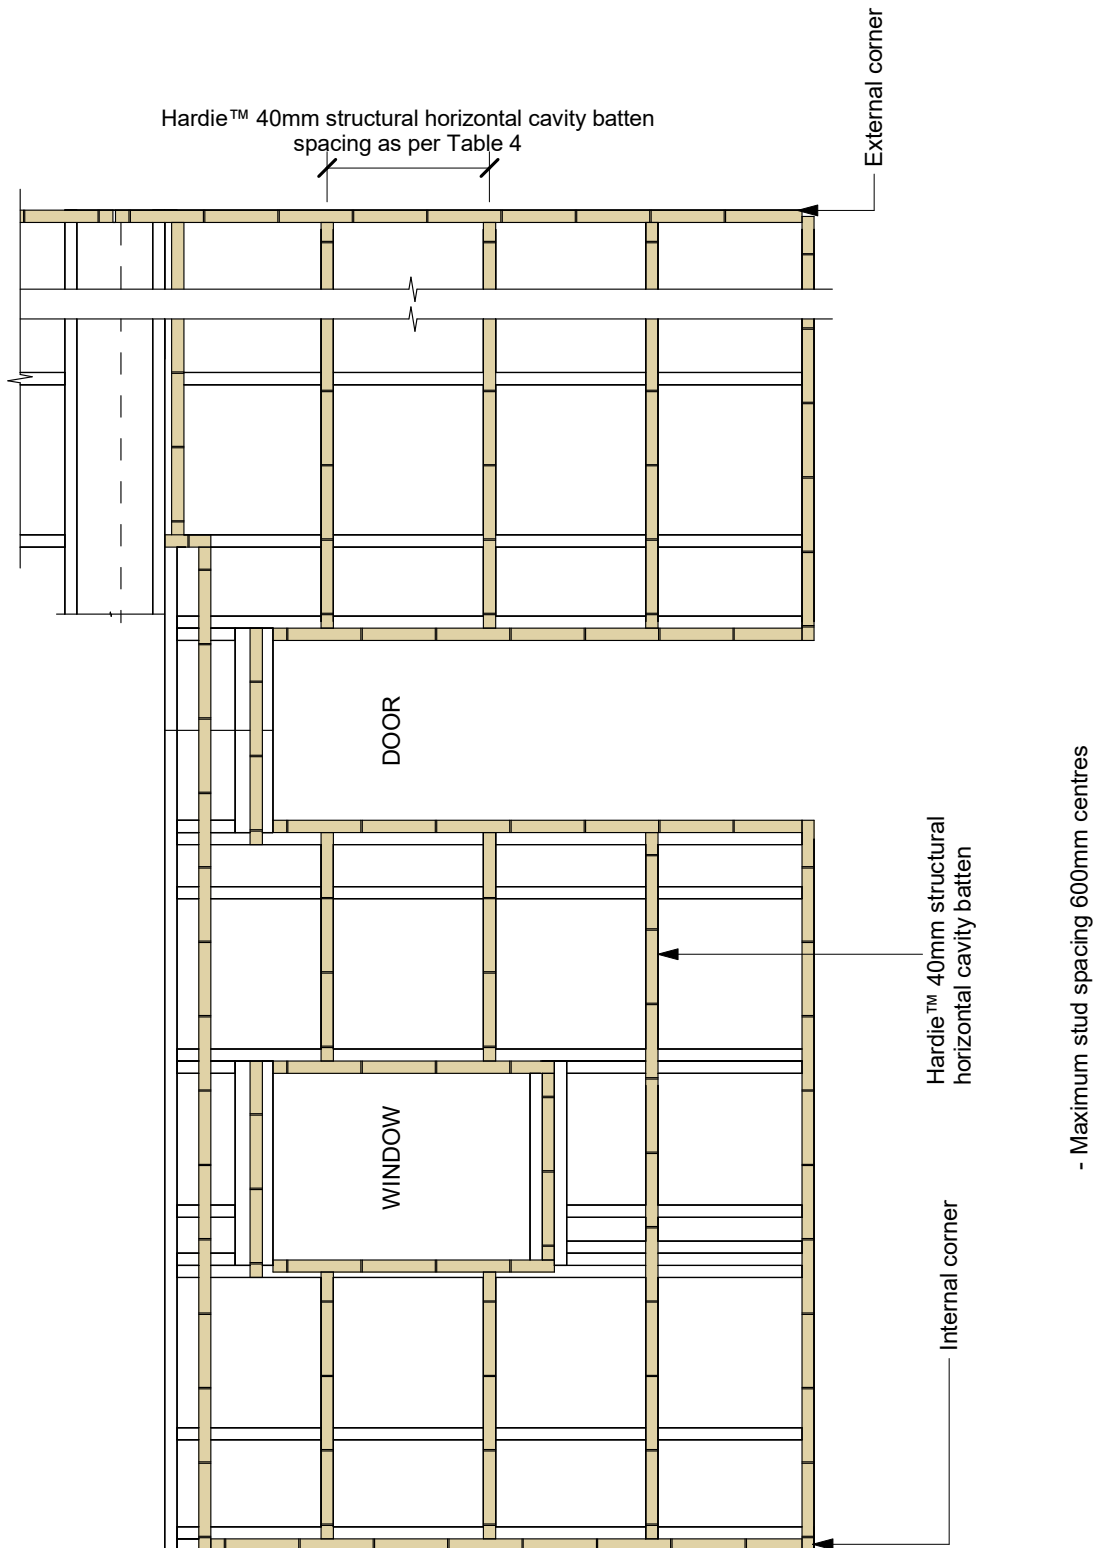 Hardie™ 40mm structural horizontal cavity batten
spacing as per Table 4
External corner
DOOR
WINDOW
Hardie™ 40mm structural
horizontal cavity batten
Internal corner
- Maximum stud spacing 600mm centres